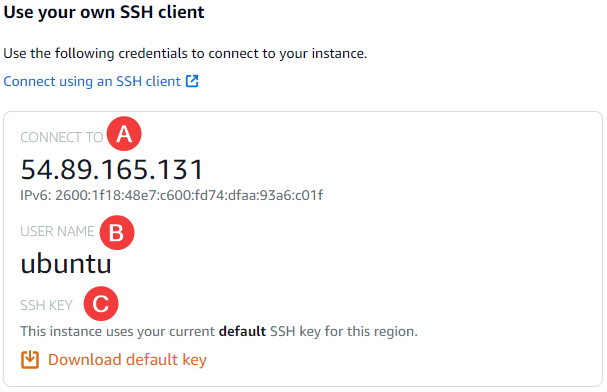 Use your own SSH client
Use the following credentials to connect to your instance.
Connect using an SSH client
CONNECT TO A
54.89.165.131
IPv6: 2600:1f18:48e7:c600:fd74:dfaa:93a6:c01f
USER NAME B
ubuntu
SSH KEY C
This instance uses your current default SSH key for this region.
Download default key